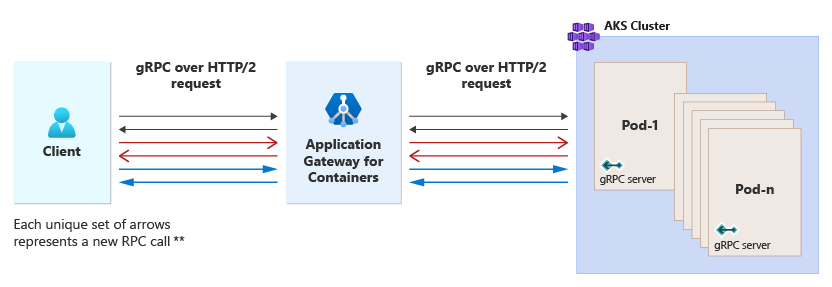 AKS Cluster
gRPC over HTTP/2
request
gRPC over HTTP/2
request
Client
Application
Gateway for
Containers
Pod-1
gRPC server
Pod-n
gRPC server
Each unique set of arrows
represents a new RPC call **